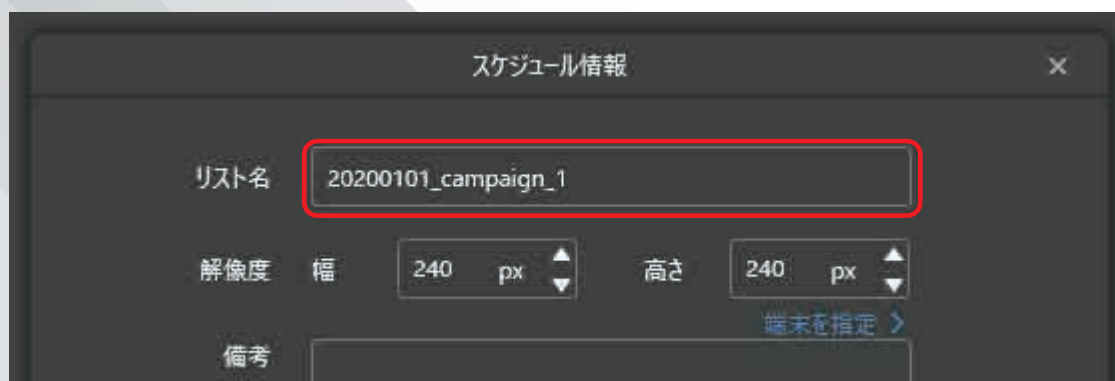 スケジュール情報 ×
リスト名 20200101_campaign_1
解像度 幅 240 px 高さ 240 px
端末を指定 >
備考